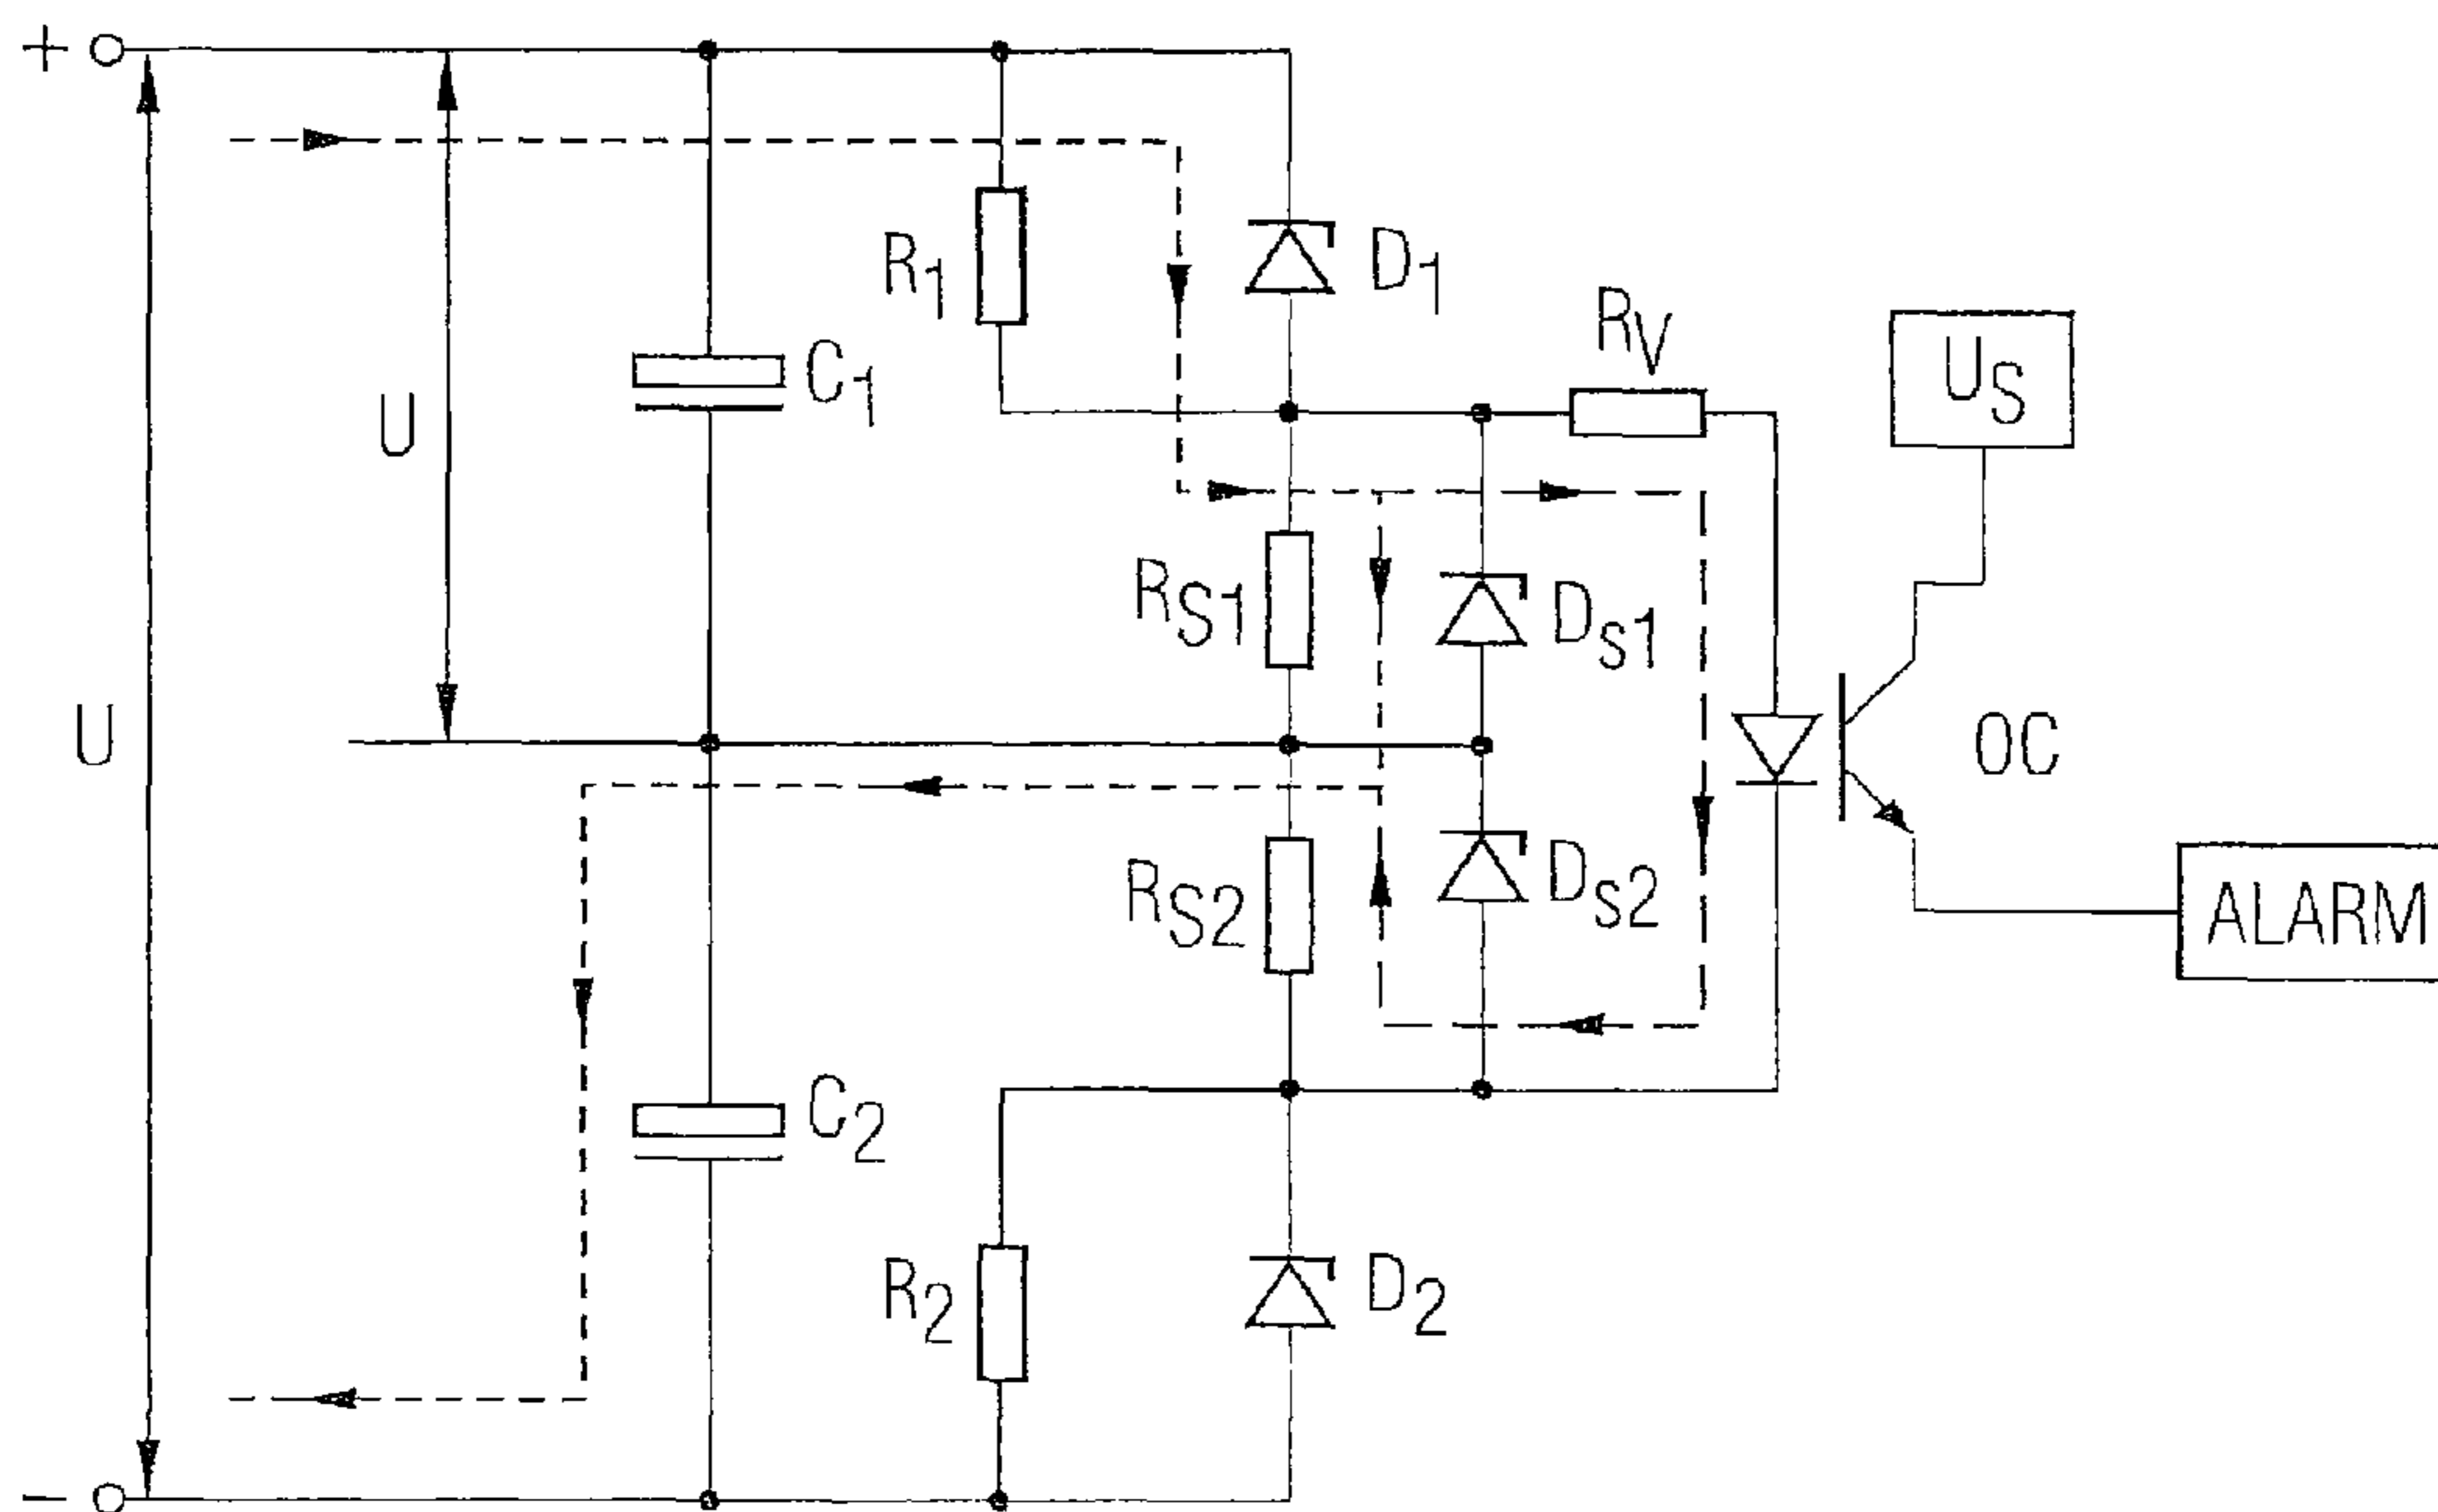 +
R1
D1
RV
US
C1
U
RS1
DS1
U
OC
RS2
DS2
ALARM
C2
R2
D2
−